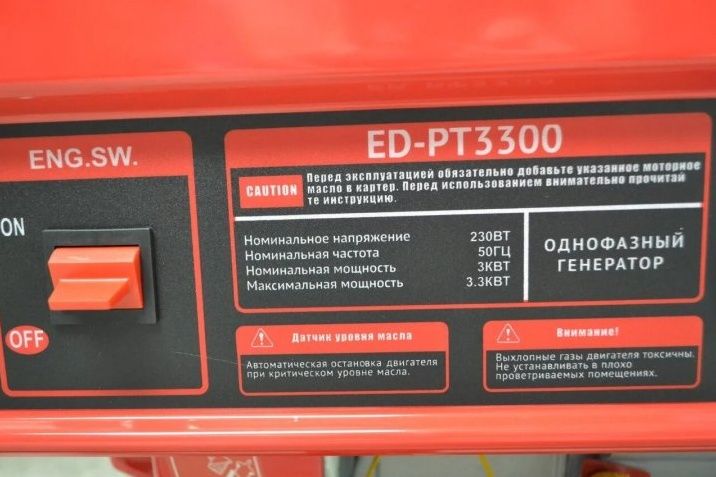 ENG.SW.
ON
OFF
ED-PT3300
CAUTION
Перед эксплуатацией обязательно добавьте указанное моторное
масло в картер. Перед использованием внимательно прочитай
те инструкцию.
Номинальное напряжение 230ВТ
Номинальная частота 50ГЦ
Номинальная мощность 3КВТ
Максимальная мощность 3.3КВТ
ОДНОФАЗНЫЙ
ГЕНЕРАТОР
Датчик уровня масла
Автоматическая остановка двигателя
при критическом уровне масла.
Внимание!
Выхлопные газы двигателя токсичны.
Не устанавливать в плохо
проветриваемых помещениях.